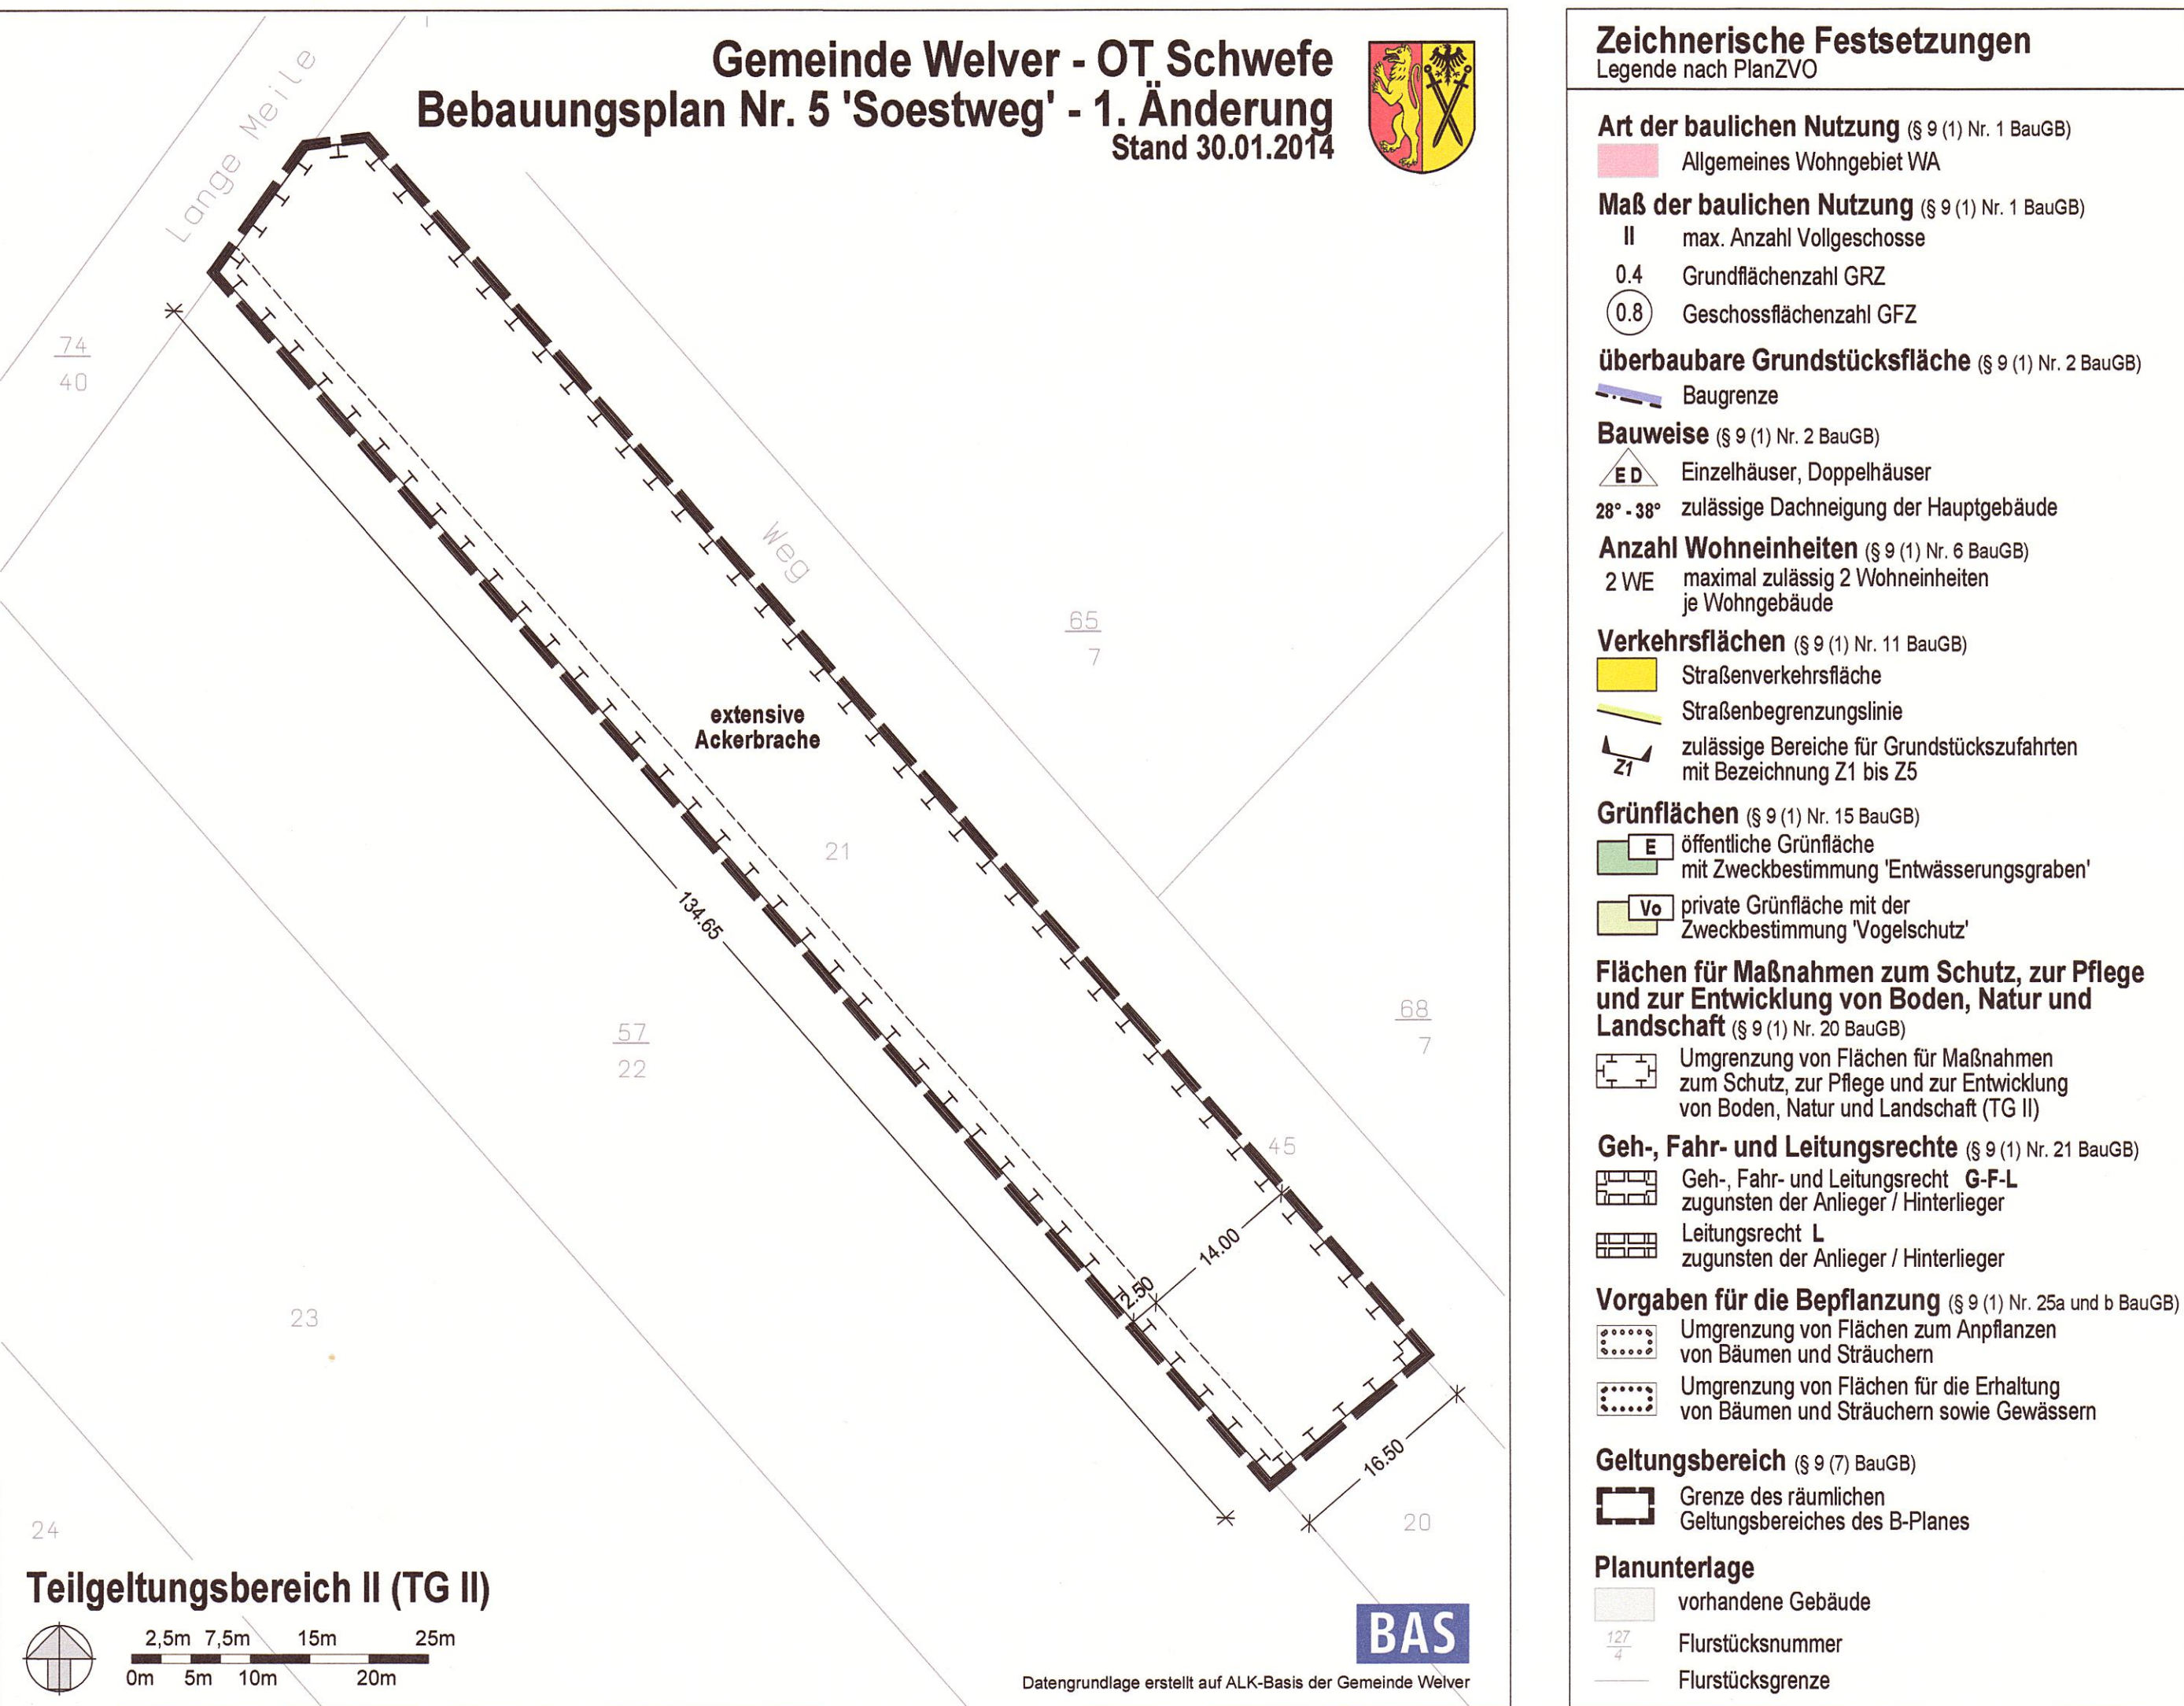 Gemeinde Welver - OT Schwefe
Bebauungsplan Nr. 5 'Soestweg' - 1. Änderung
Stand 30.01.2014
Lange Meile
74
40
Weg
65
7
extensive
Ackerbrache
21
134.65
57
22
68
7
45
14.00
2.50
16.50
23
24
20
Teilgeltungsbereich II (TG II)
2,5m 7,5m 15m 25m
0m 5m 10m 20m
BAS
Datengrundlage erstellt auf ALK-Basis der Gemeinde Welver
Zeichnerische Festsetzungen
Legende nach PlanZVO
Art der baulichen Nutzung (§ 9 (1) Nr. 1 BauGB)
Allgemeines Wohngebiet WA
Maß der baulichen Nutzung (§ 9 (1) Nr. 1 BauGB)
II max. Anzahl Vollgeschosse
0.4 Grundflächenzahl GRZ
0.8 Geschossflächenzahl GFZ
überbaubare Grundstücksfläche (§ 9 (1) Nr. 2 BauGB)
Baugrenze
Bauweise (§ 9 (1) Nr. 2 BauGB)
E D Einzelhäuser, Doppelhäuser
28° - 38° zulässige Dachneigung der Hauptgebäude
Anzahl Wohneinheiten (§ 9 (1) Nr. 6 BauGB)
2 WE maximal zulässig 2 Wohneinheiten
je Wohngebäude
Verkehrsflächen (§ 9 (1) Nr. 11 BauGB)
Straßenverkehrsfläche
Straßenbegrenzungslinie
zulässige Bereiche für Grundstückszufahrten
Z1 mit Bezeichnung Z1 bis Z5
Grünflächen (§ 9 (1) Nr. 15 BauGB)
E öffentliche Grünfläche
mit Zweckbestimmung 'Entwässerungsgraben'
Vo private Grünfläche mit der
Zweckbestimmung 'Vogelschutz'
Flächen für Maßnahmen zum Schutz, zur Pflege
und zur Entwicklung von Boden, Natur und
Landschaft (§ 9 (1) Nr. 20 BauGB)
Umgrenzung von Flächen für Maßnahmen
zum Schutz, zur Pflege und zur Entwicklung
von Boden, Natur und Landschaft (TG II)
Geh-, Fahr- und Leitungsrechte (§ 9 (1) Nr. 21 BauGB)
Geh-, Fahr- und Leitungsrecht G-F-L
zugunsten der Anlieger / Hinterlieger
Leitungsrecht L
zugunsten der Anlieger / Hinterlieger
Vorgaben für die Bepflanzung (§ 9 (1) Nr. 25a und b BauGB)
Umgrenzung von Flächen zum Anpflanzen
von Bäumen und Sträuchern
Umgrenzung von Flächen für die Erhaltung
von Bäumen und Sträuchern sowie Gewässern
Geltungsbereich (§ 9 (7) BauGB)
Grenze des räumlichen
Geltungsbereiches des B-Planes
Planunterlage
vorhandene Gebäude
127
4
Flurstücksnummer
Flurstücksgrenze